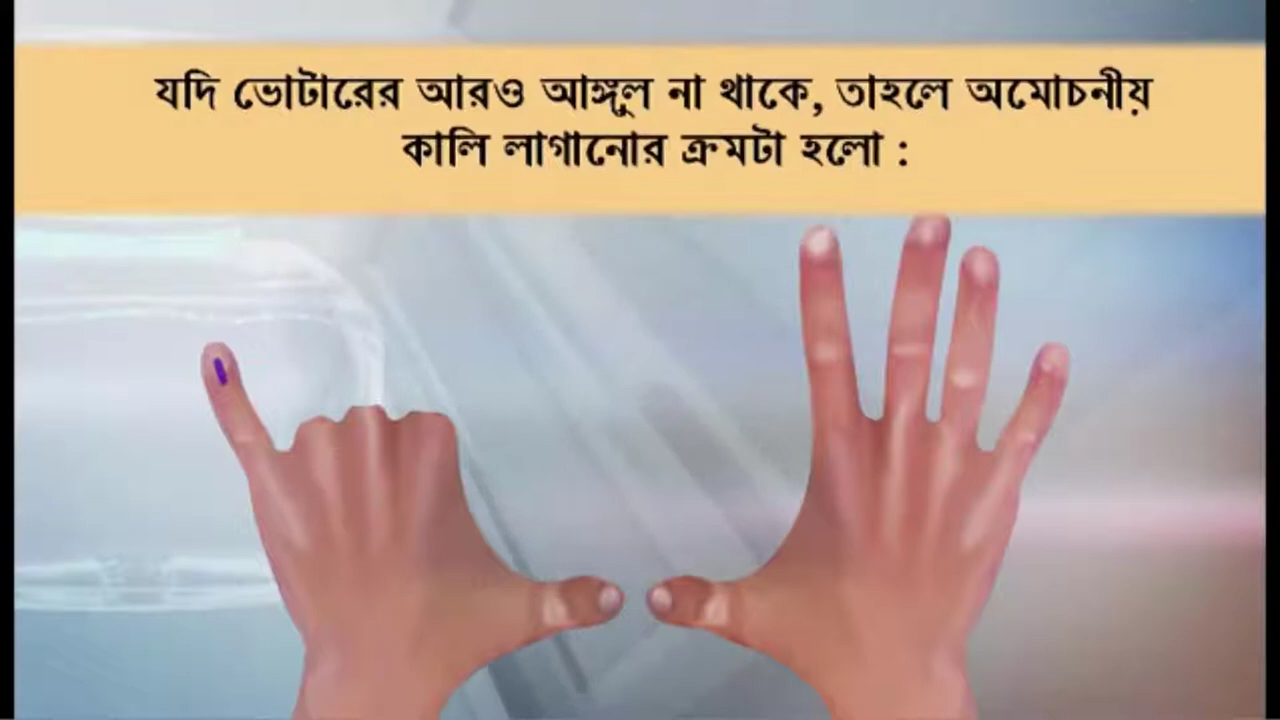 যদি ভোটারের আরও আঙ্গুল না থাকে, তাহলে অমোচনীয়
কালি লাগানোর ক্রমটা হলো :